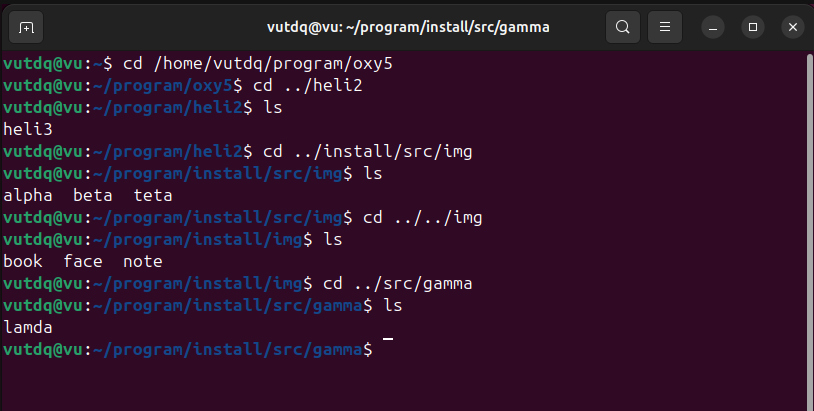 vutdq@vu: ~/program/install/src/gamma
vutdq@vu:~$ cd /home/vutdq/program/oxy5
vutdq@vu:~/program/oxy5$ cd ../heli2
vutdq@vu:~/program/heli2$ ls
heli3
vutdq@vu:~/program/heli2$ cd ../install/src/img
vutdq@vu:~/program/install/src/img$ ls
alpha  beta  teta
vutdq@vu:~/program/install/src/img$ cd ../../img
vutdq@vu:~/program/install/img$ ls
book  face  note
vutdq@vu:~/program/install/img$ cd ../src/gamma
vutdq@vu:~/program/install/src/gamma$ ls
lamda
vutdq@vu:~/program/install/src/gamma$